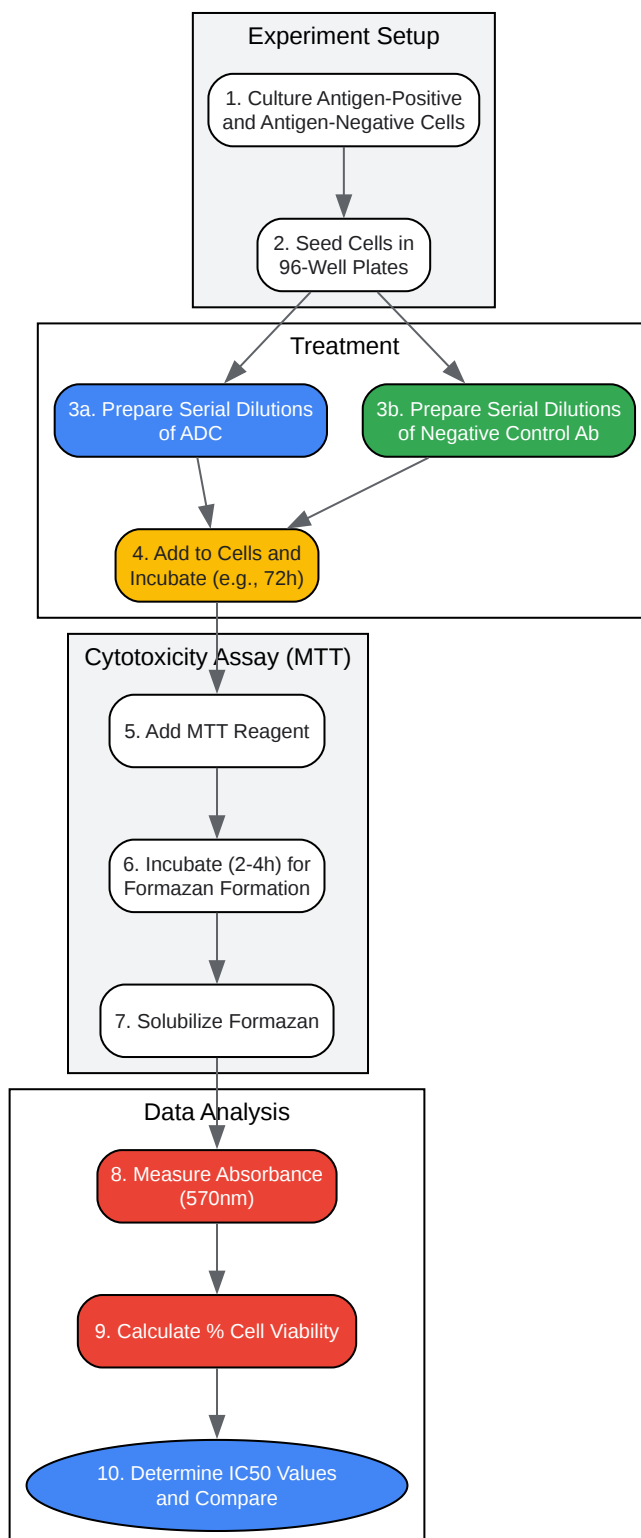 Experiment Setup
1. Culture Antigen-Positive
and Antigen-Negative Cells
2. Seed Cells in
96-Well Plates
Treatment
3a. Prepare Serial Dilutions
of ADC
3b. Prepare Serial Dilutions
of Negative Control Ab
4. Add to Cells and
Incubate (e.g., 72h)
Cytotoxicity Assay (MTT)
5. Add MTT Reagent
6. Incubate (2-4h) for
Formazan Formation
7. Solubilize Formazan
Data Analysis
8. Measure Absorbance
(570nm)
9. Calculate % Cell Viability
10. Determine IC50 Values
and Compare